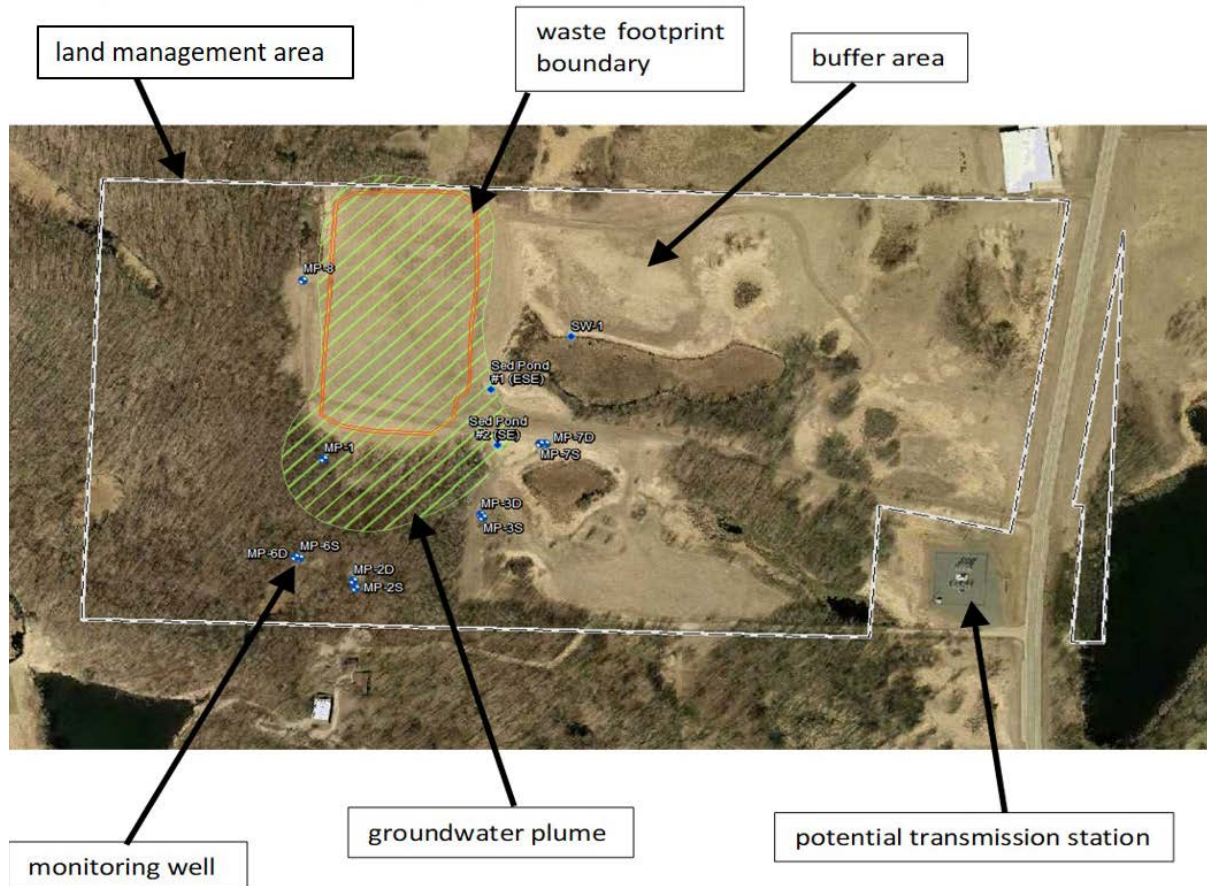 land management area
waste footprint
boundary
buffer area
MP-8
SW-1
Sed Pond
#1 (ESE)
Sed Pond
#2 (SE)
MP-7D
MP-7S
MP-1
MP-3D
MP-3S
MP-6D
MP-6S
MP-2D
MP-2S
monitoring well
groundwater plume
potential transmission station